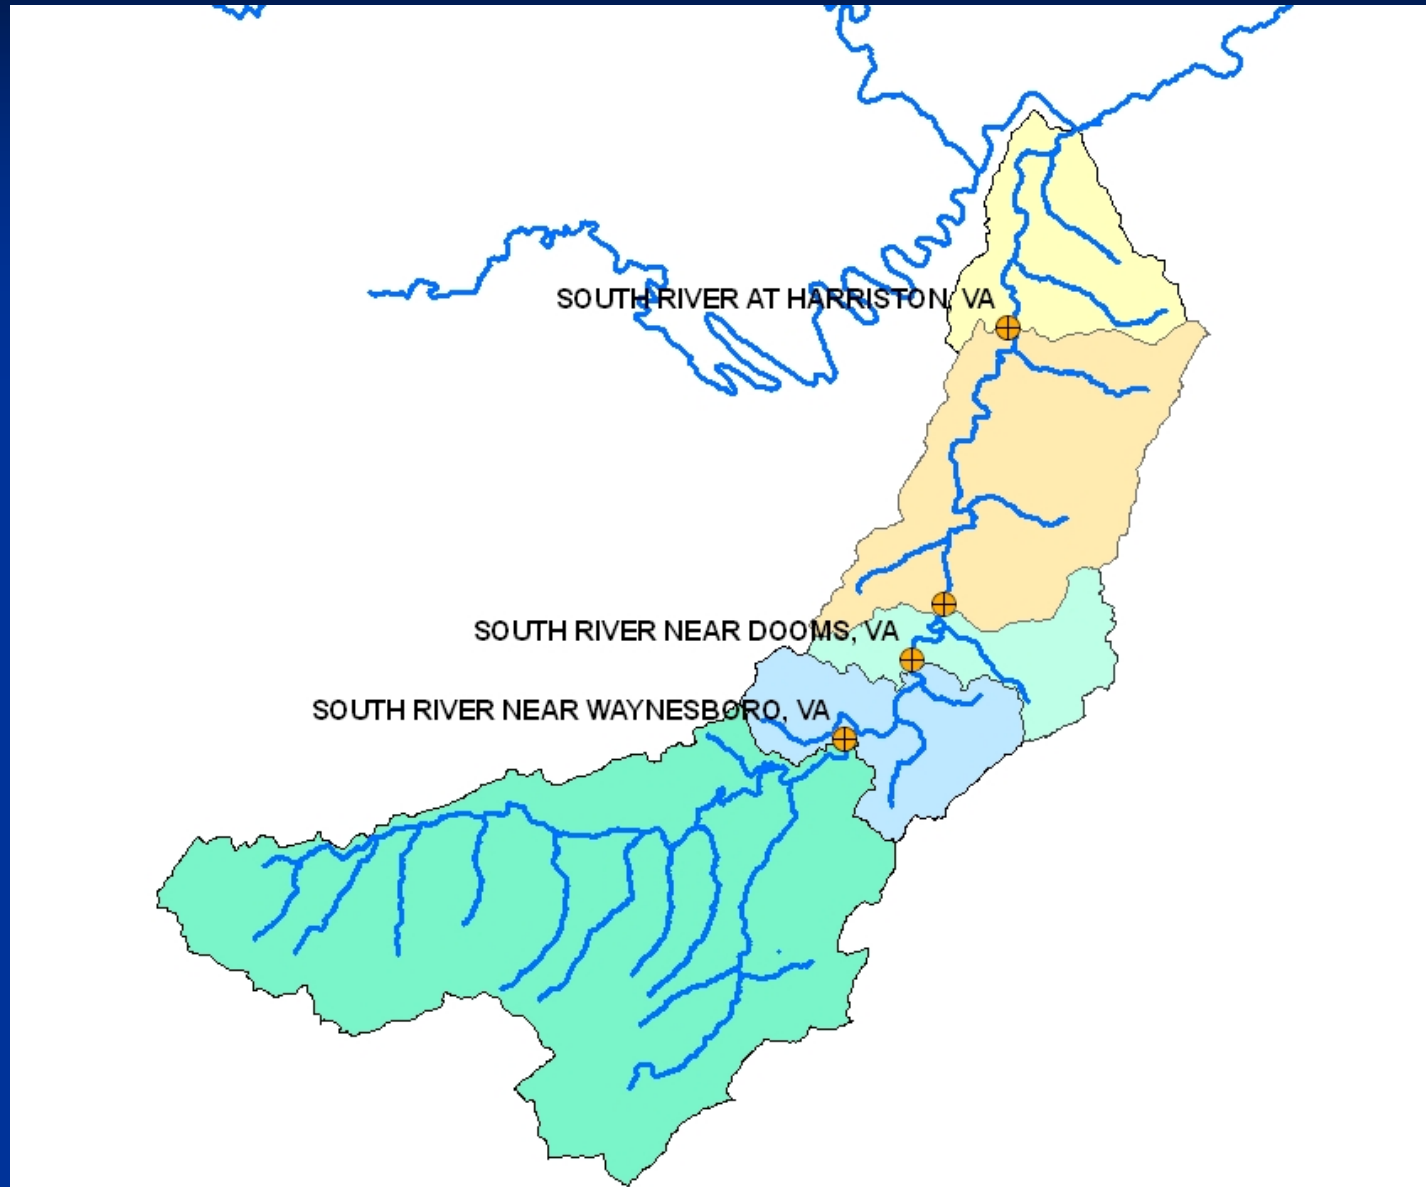 SOUTH RIVER AT HARRISTON, VA
SOUTH RIVER NEAR DOOMS, VA
SOUTH RIVER NEAR WAYNESBORO, VA